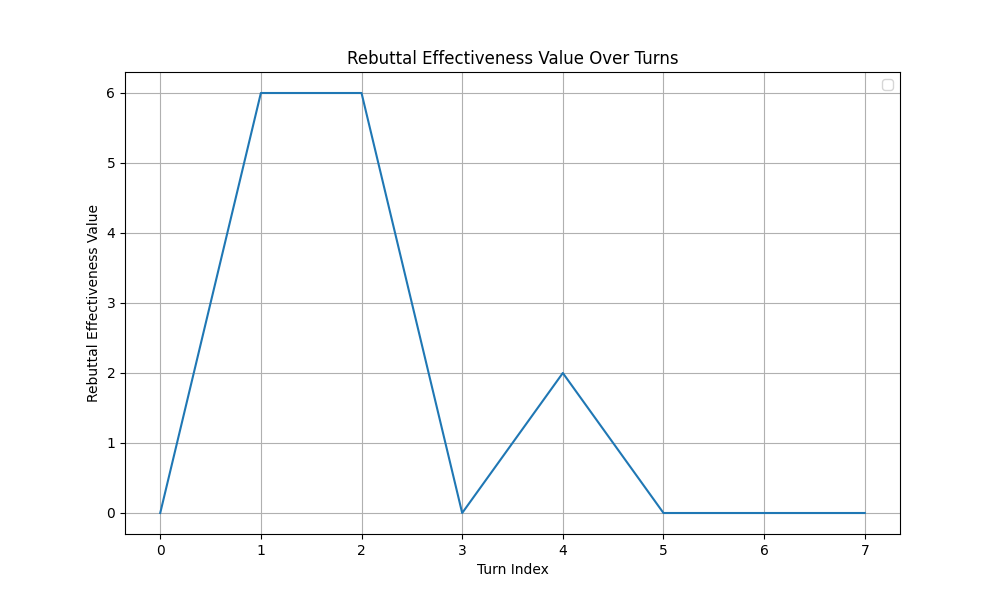 Rebuttal Effectiveness Value Over Turns
6
5
4
3
2
1
0
Rebuttal Effectiveness Value
0 1 2 3 4 5 6 7
Turn Index